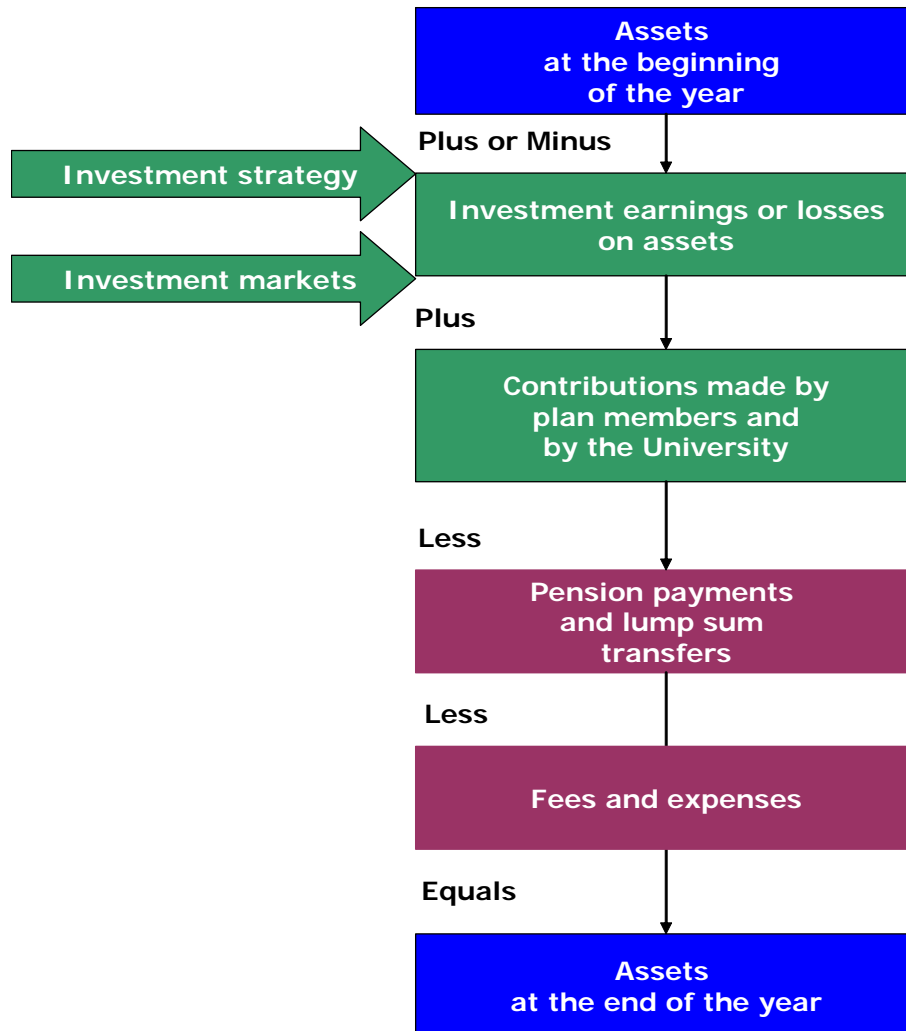 Assets
at the beginning
of the year
Plus or Minus
Investment strategy
Investment earnings or losses
on assets
Investment markets
Plus
Contributions made by
plan members and
by the University
Less
Pension payments
and lump sum
transfers
Less
Fees and expenses
Equals
Assets
at the end of the year